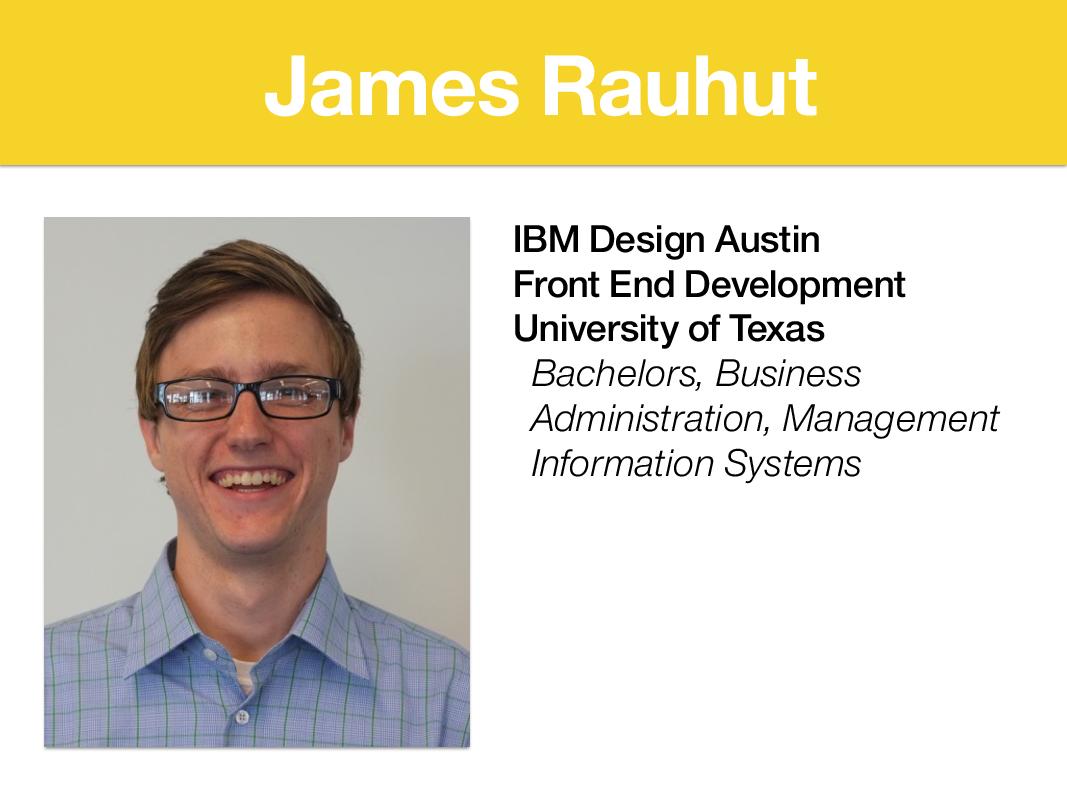 James Rauhut
IBM Design Austin
Front End Development
University of Texas
Bachelors, Business
Administration, Management
Information Systems